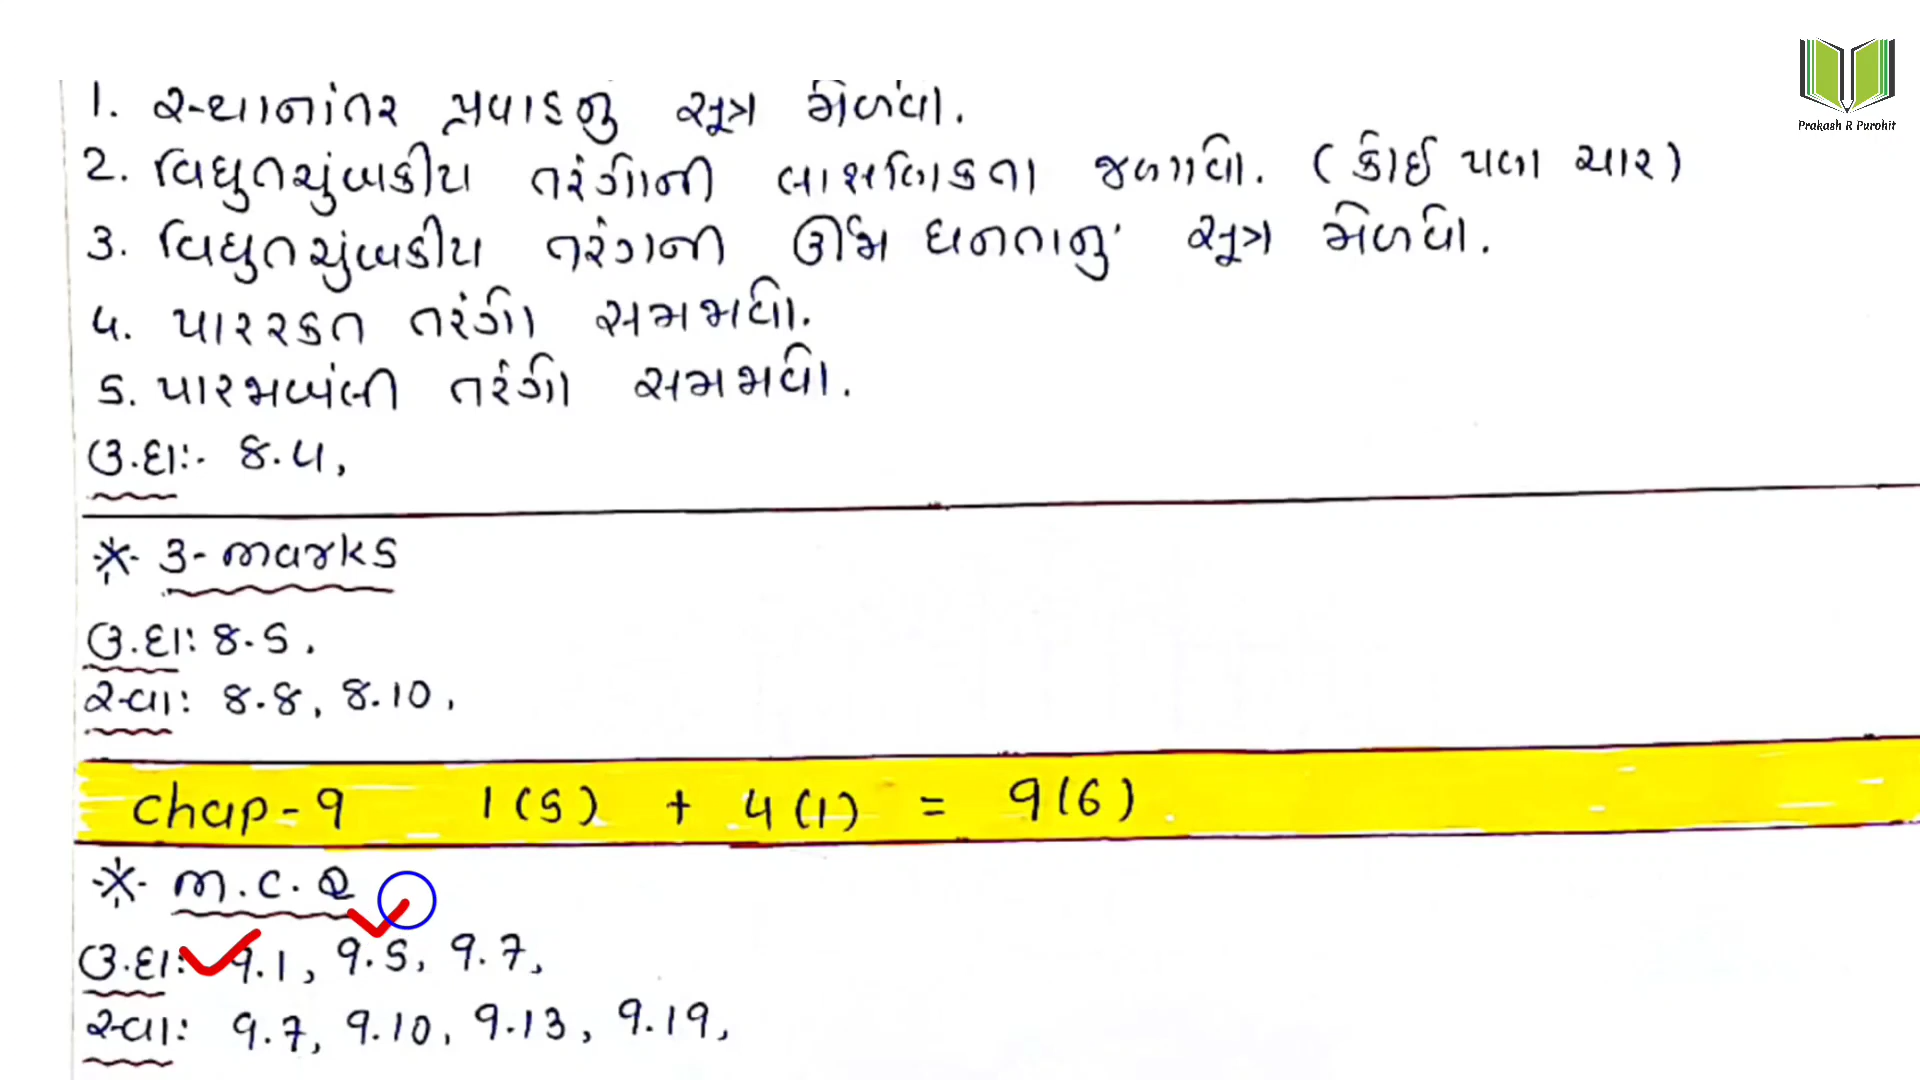 Prakash R Purohit
1. સ્થાનાંતર પ્રવાહનું સૂત્ર મેળવો.
2. વિદ્યુતચુંબકીય તરંગોની લાક્ષણિકતા જણાવો. (કોઈ પણ ચાર)
3. વિદ્યુતચુંબકીય તરંગની ઊર્જા ઘનતાનું સૂત્ર મેળવો.
4. પારરક્ત તરંગો સમજાવો.
5. પારજાંબલી તરંગો સમજાવો.
ઉ.દા:- 8.4,
* 3-marks
ઉ.દા: 8.5.
સ્વા: 8.8, 8.10,
Chap-9 1(5) + 4(1) = 9(6)
* M.C.Q
ઉ.દા: 9.1, 9.5, 9.7,
સ્વા: 9.7, 9.10, 9.13, 9.19,